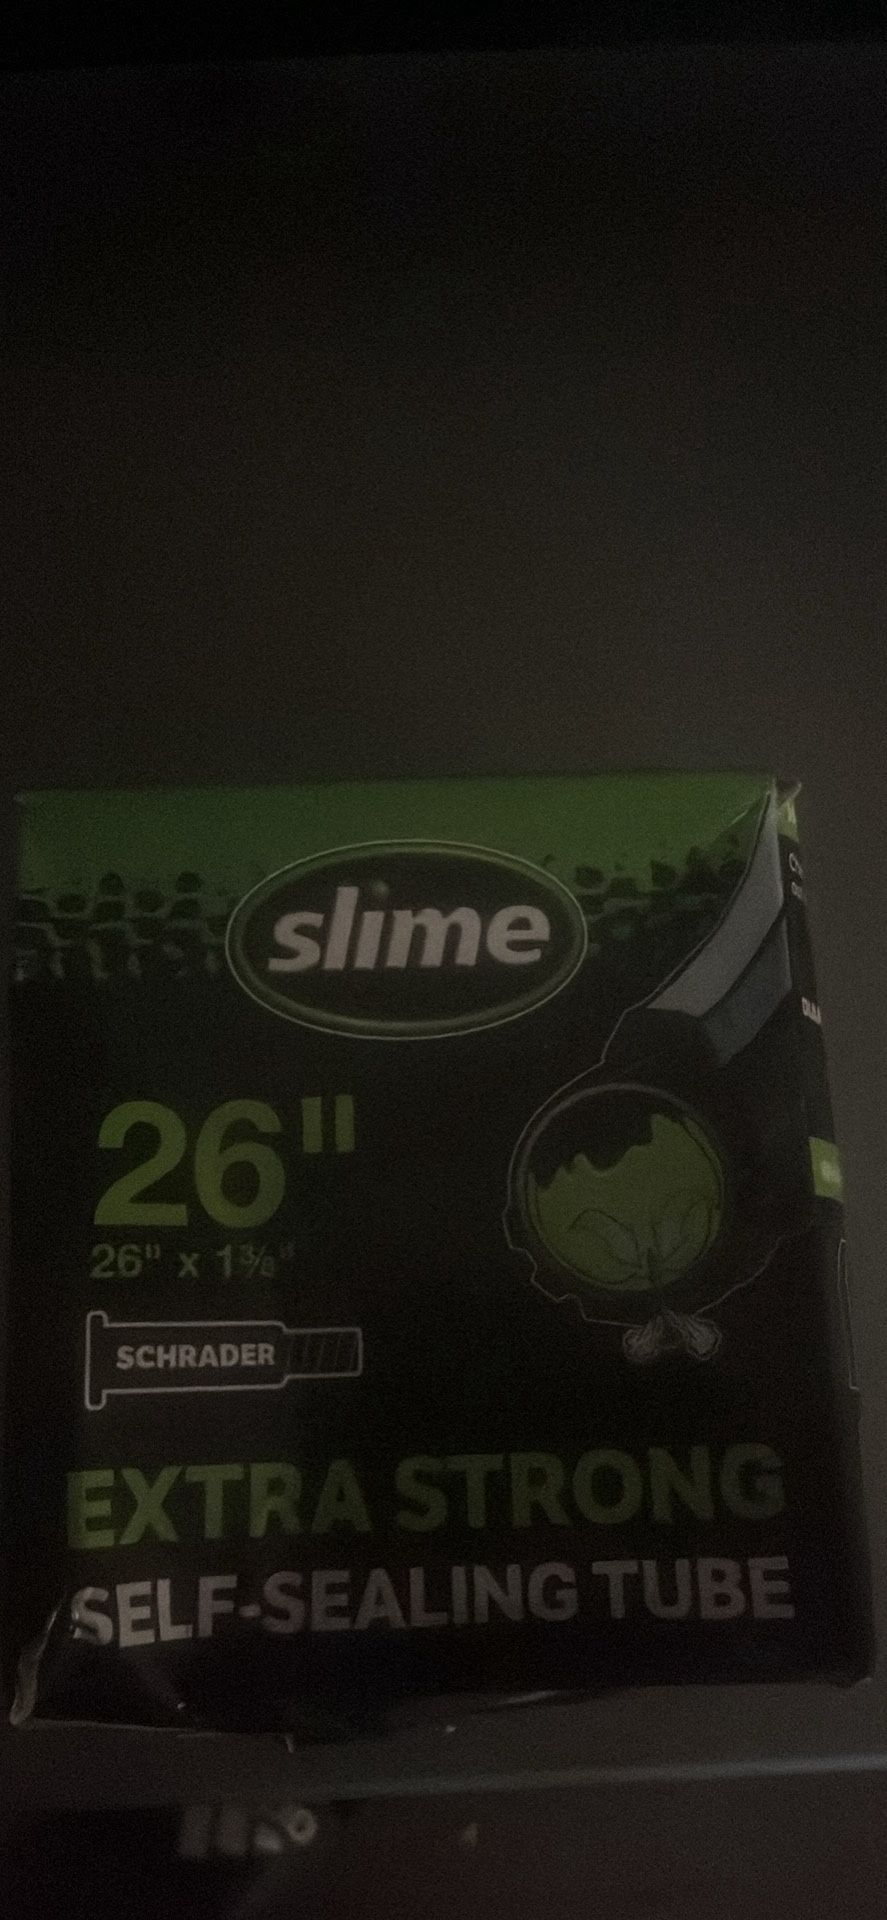 slime
26"
26" x 1⅜"
SCHRADER
EXTRA STRONG
SELF-SEALING TUBE